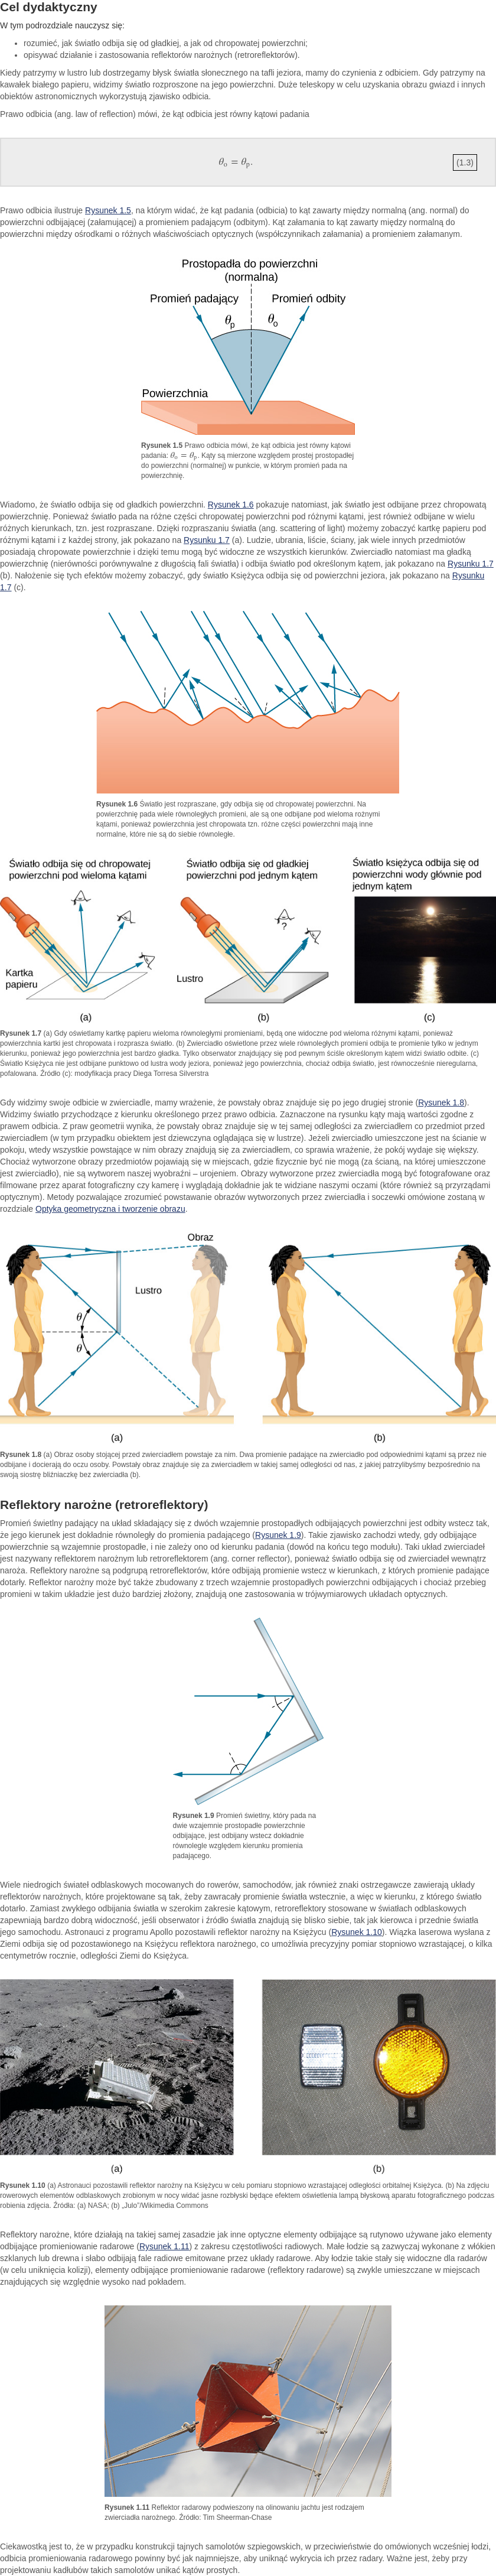 Cel dydaktyczny
W tym podrozdziale nauczysz się:
• rozumieć, jak światło odbija się od gładkiej, a jak od chropowatej powierzchni;
• opisywać działanie i zastosowania reflektorów narożnych (retroreflektorów).
Kiedy patrzymy w lustro lub dostrzegamy błysk światła słonecznego na tafli jeziora, mamy do czynienia z odbiciem. Gdy patrzymy na
kawałek białego papieru, widzimy światło rozproszone na jego powierzchni. Duże teleskopy w celu uzyskania obrazu gwiazd i innych
obiektów astronomicznych wykorzystują zjawisko odbicia.
Prawo odbicia (ang. law of reflection) mówi, że kąt odbicia jest równy kątowi padania
θo = θp.
(1.3)
Prawo odbicia ilustruje Rysunek 1.5, na którym widać, że kąt padania (odbicia) to kąt zawarty między normalną (ang. normal) do
powierzchni odbijającej (załamującej) a promieniem padającym (odbitym). Kąt załamania to kąt zawarty między normalną do
powierzchni między ośrodkami o różnych właściwościach optycznych (współczynnikach załamania) a promieniem załamanym.
Prostopadła do powierzchni
(normalna)
Promień padający
Promień odbity
θp
θo
Powierzchnia
Rysunek 1.5 Prawo odbicia mówi, że kąt odbicia jest równy kątowi
padania: θo = θp. Kąty są mierzone względem prostej prostopadłej
do powierzchni (normalnej) w punkcie, w którym promień pada na
powierzchnię.
Wiadomo, że światło odbija się od gładkich powierzchni. Rysunek 1.6 pokazuje natomiast, jak światło jest odbijane przez chropowatą
powierzchnię. Ponieważ światło pada na różne części chropowatej powierzchni pod różnymi kątami, jest również odbijane w wielu
różnych kierunkach, tzn. jest rozpraszane. Dzięki rozpraszaniu światła (ang. scattering of light) możemy zobaczyć kartkę papieru pod
różnymi kątami i z każdej strony, jak pokazano na Rysunku 1.7 (a). Ludzie, ubrania, liście, ściany, jak wiele innych przedmiotów
posiadają chropowate powierzchnie i dzięki temu mogą być widoczne ze wszystkich kierunków. Zwierciadło natomiast ma gładką
powierzchnię (nierówności porównywalne z długością fali światła) i odbija światło pod określonym kątem, jak pokazano na Rysunku 1.7
(b). Nałożenie się tych efektów możemy zobaczyć, gdy światło Księżyca odbija się od powierzchni jeziora, jak pokazano na Rysunku
1.7 (c).
Rysunek 1.6 Światło jest rozpraszane, gdy odbija się od chropowatej powierzchni. Na
powierzchnię pada wiele równoległych promieni, ale są one odbijane pod wieloma rożnymi
kątami, ponieważ powierzchnia jest chropowata tzn. różne części powierzchni mają inne
normalne, które nie są do siebie równoległe.
Światło odbija się od chropowatej
powierzchni pod wieloma kątami
Kartka
papieru
(a)
Światło odbija się od gładkiej
powierzchni pod jednym kątem
?
Lustro
(b)
Światło księżyca odbija się od
powierzchni wody głównie pod
jednym kątem
(c)
Rysunek 1.7 (a) Gdy oświetlamy kartkę papieru wieloma równoległymi promieniami, będą one widoczne pod wieloma różnymi kątami, ponieważ
powierzchnia kartki jest chropowata i rozprasza światło. (b) Zwierciadło oświetlone przez wiele równoległych promieni odbija te promienie tylko w jednym
kierunku, ponieważ jego powierzchnia jest bardzo gładka. Tylko obserwator znajdujący się pod pewnym ściśle określonym kątem widzi światło odbite. (c)
Światło Księżyca nie jest odbijane punktowo od lustra wody jeziora, ponieważ jego powierzchnia, chociaż odbija światło, jest równocześnie nieregularna,
pofalowana. Źródło (c): modyfikacja pracy Diega Torresa Silverstra
Gdy widzimy swoje odbicie w zwierciadle, mamy wrażenie, że powstały obraz znajduje się po jego drugiej stronie (Rysunek 1.8).
Widzimy światło przychodzące z kierunku określonego przez prawo odbicia. Zaznaczone na rysunku kąty mają wartości zgodne z
prawem odbicia. Z praw geometrii wynika, że powstały obraz znajduje się w tej samej odległości za zwierciadłem co przedmiot przed
zwierciadłem (w tym przypadku obiektem jest dziewczyna oglądająca się w lustrze). Jeżeli zwierciadło umieszczone jest na ścianie w
pokoju, wtedy wszystkie powstające w nim obrazy znajdują się za zwierciadłem, co sprawia wrażenie, że pokój wydaje się większy.
Chociaż wytworzone obrazy przedmiotów pojawiają się w miejscach, gdzie fizycznie być nie mogą (za ścianą, na której umieszczone
jest zwierciadło), nie są wytworem naszej wyobraźni – urojeniem. Obrazy wytworzone przez zwierciadła mogą być fotografowane oraz
filmowane przez aparat fotograficzny czy kamerę i wyglądają dokładnie jak te widziane naszymi oczami (które również są przyrządami
optycznym). Metody pozwalające zrozumieć powstawanie obrazów wytworzonych przez zwierciadła i soczewki omówione zostaną w
rozdziale Optyka geometryczna i tworzenie obrazu.
Obraz
Lustro
θ
θ
(a)
(b)
Rysunek 1.8 (a) Obraz osoby stojącej przed zwierciadłem powstaje za nim. Dwa promienie padające na zwierciadło pod odpowiednimi kątami są przez nie
odbijane i docierają do oczu osoby. Powstały obraz znajduje się za zwierciadłem w takiej samej odległości od nas, z jakiej patrzylibyśmy bezpośrednio na
swoją siostrę bliźniaczkę bez zwierciadła (b).
Reflektory narożne (retroreflektory)
Promień świetlny padający na układ składający się z dwóch wzajemnie prostopadłych odbijających powierzchni jest odbity wstecz tak,
że jego kierunek jest dokładnie równoległy do promienia padającego (Rysunek 1.9). Takie zjawisko zachodzi wtedy, gdy odbijające
powierzchnie są wzajemnie prostopadłe, i nie zależy ono od kierunku padania (dowód na końcu tego modułu). Taki układ zwierciadeł
jest nazywany reflektorem narożnym lub retroreflektorem (ang. corner reflector), ponieważ światło odbija się od zwierciadeł wewnątrz
naroża. Reflektory narożne są podgrupą retroreflektorów, które odbijają promienie wstecz w kierunkach, z których promienie padające
dotarły. Reflektor narożny może być także zbudowany z trzech wzajemnie prostopadłych powierzchni odbijających i chociaż przebieg
promieni w takim układzie jest dużo bardziej złożony, znajdują one zastosowania w trójwymiarowych układach optycznych.
Rysunek 1.9 Promień świetlny, który pada na
dwie wzajemnie prostopadłe powierzchnie
odbijające, jest odbijany wstecz dokładnie
równolegle względem kierunku promienia
padającego.
Wiele niedrogich świateł odblaskowych mocowanych do rowerów, samochodów, jak również znaki ostrzegawcze zawierają układy
reflektorów narożnych, które projektowane są tak, żeby zawracały promienie światła wstecznie, a więc w kierunku, z którego światło
dotarło. Zamiast zwykłego odbijania światła w szerokim zakresie kątowym, retroreflektory stosowane w światłach odblaskowych
zapewniają bardzo dobrą widoczność, jeśli obserwator i źródło światła znajdują się blisko siebie, tak jak kierowca i przednie światła
jego samochodu. Astronauci z programu Apollo pozostawili reflektor narożny na Księżycu (Rysunek 1.10). Wiązka laserowa wysłana z
Ziemi odbija się od pozostawionego na Księżycu reflektora narożnego, co umożliwia precyzyjny pomiar stopniowo wzrastającej, o kilka
centymetrów rocznie, odległości Ziemi do Księżyca.
(a)
(b)
Rysunek 1.10 (a) Astronauci pozostawili reflektor narożny na Księżycu w celu pomiaru stopniowo wzrastającej odległości orbitalnej Księżyca. (b) Na zdjęciu
rowerowych elementów odblaskowych zrobionym w nocy widać jasne rozbłyski będące efektem oświetlenia lampą błyskową aparatu fotograficznego podczas
robienia zdjęcia. Źródła: (a) NASA; (b) „Julo”/Wikimedia Commons
Reflektory narożne, które działają na takiej samej zasadzie jak inne optyczne elementy odbijające są rutynowo używane jako elementy
odbijające promieniowanie radarowe (Rysunek 1.11) z zakresu częstotliwości radiowych. Małe łodzie są zazwyczaj wykonane z włókien
szklanych lub drewna i słabo odbijają fale radiowe emitowane przez układy radarowe. Aby łodzie takie stały się widoczne dla radarów
(w celu uniknięcia kolizji), elementy odbijające promieniowanie radarowe (reflektory radarowe) są zwykle umieszczane w miejscach
znajdujących się względnie wysoko nad pokładem.
Rysunek 1.11 Reflektor radarowy podwieszony na olinowaniu jachtu jest rodzajem
zwierciadła narożnego. Źródło: Tim Sheerman-Chase
Ciekawostką jest to, że w przypadku konstrukcji tajnych samolotów szpiegowskich, w przeciwieństwie do omówionych wcześniej łodzi,
odbicia promieniowania radarowego powinny być jak najmniejsze, aby uniknąć wykrycia ich przez radary. Ważne jest, żeby przy
projektowaniu kadłubów takich samolotów unikać kątów prostych.